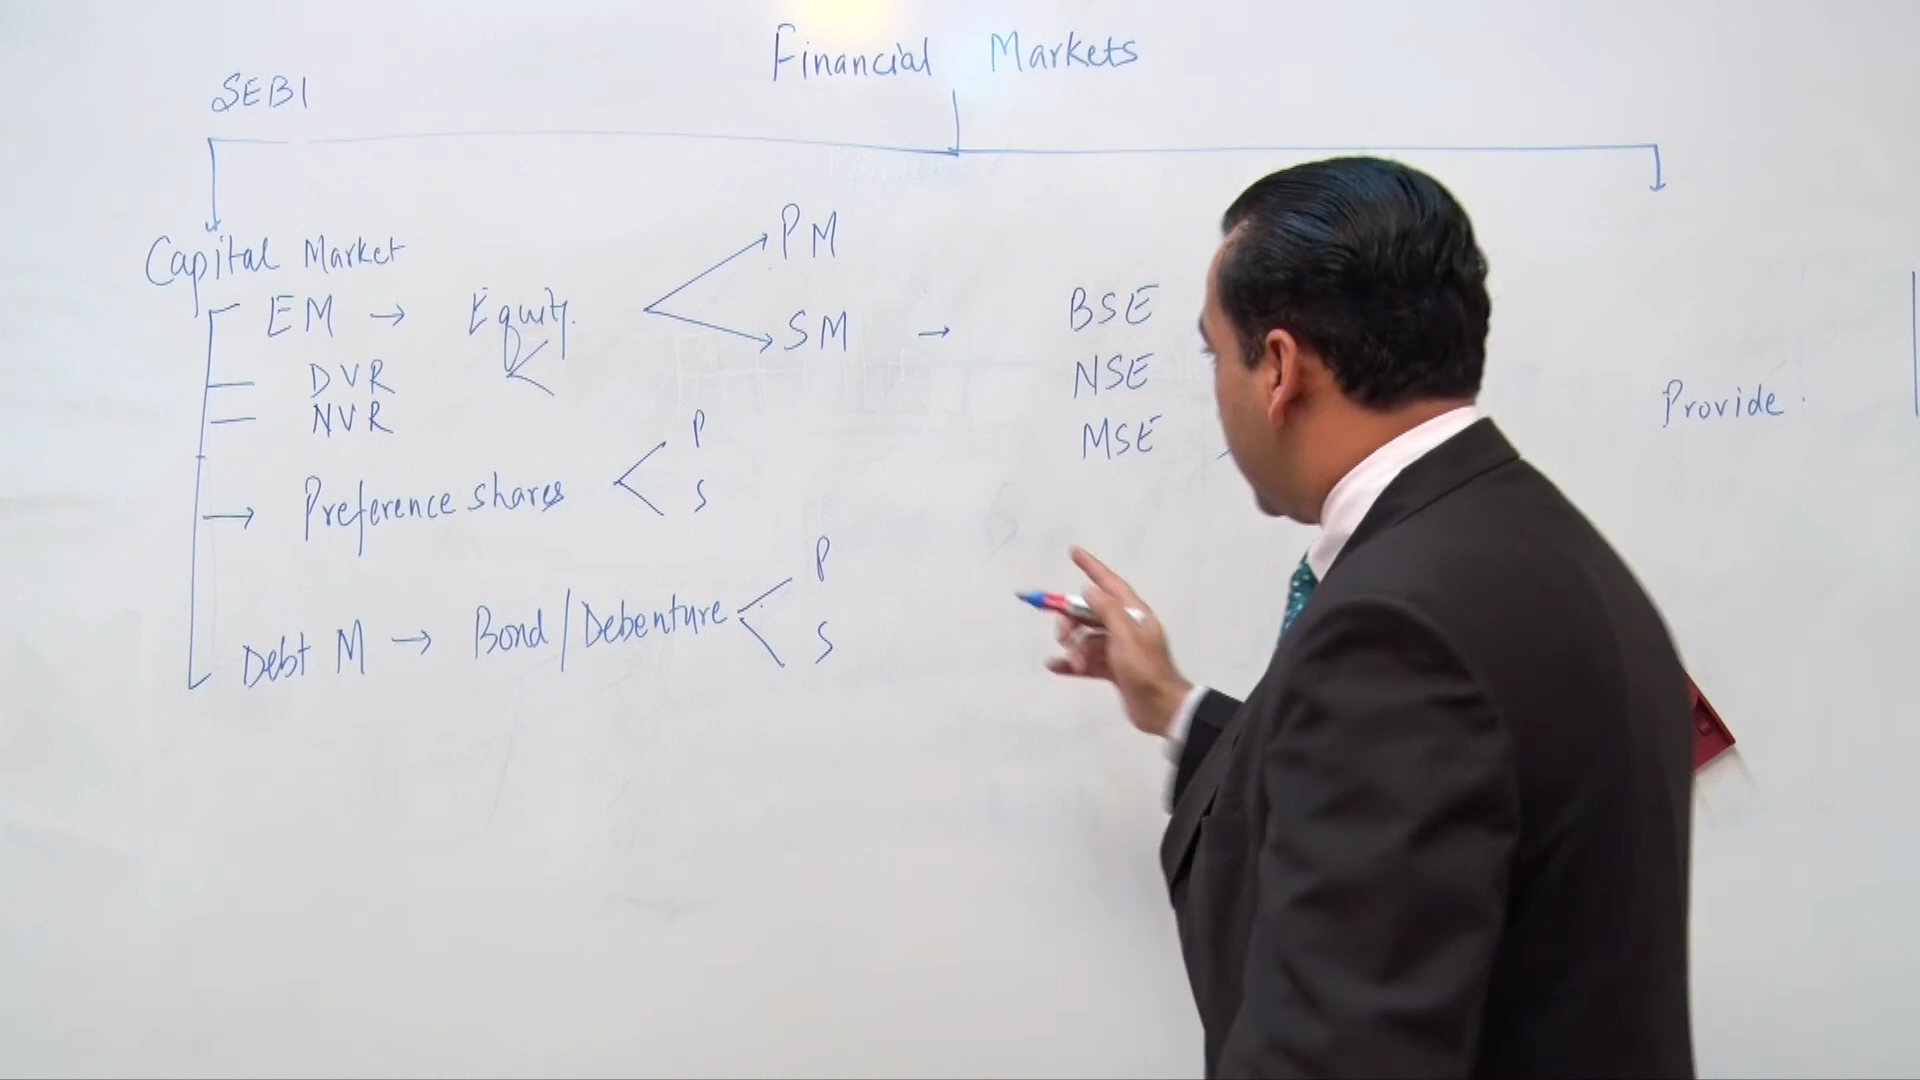 Financial Markets
SEBI
Capital Market
EM → Equity.
PM
SM →
BSE
NSE
MSE
DVR
NVR
Provide.
→ Preference shares
P
S
Debt M → Bond/Debenture
P
S